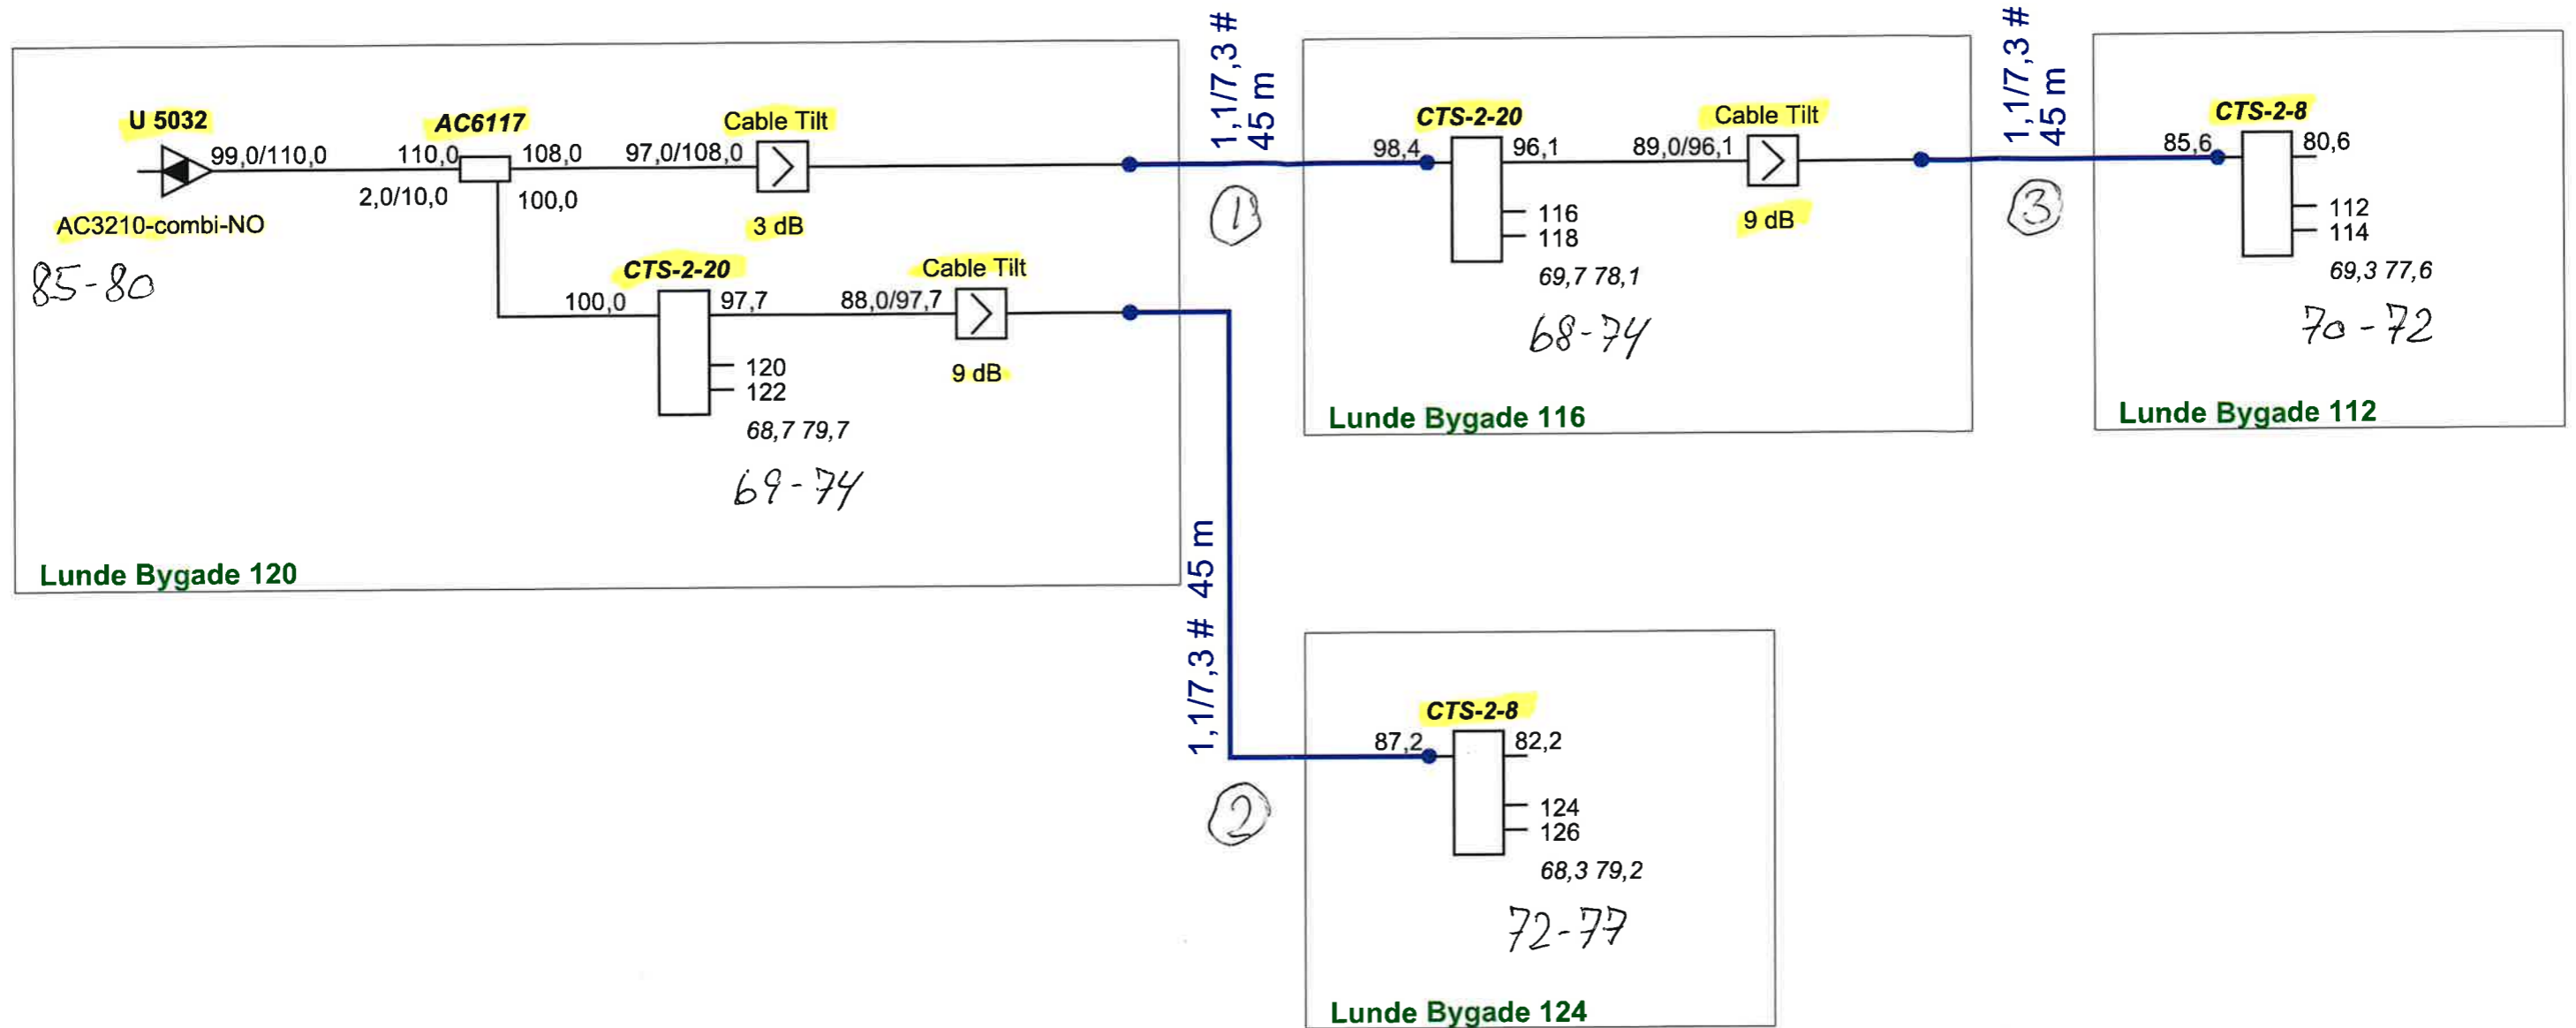 U 5032
99,0/110,0
AC3210-combi-NO
85-80
AC6117
110,0
108,0
2,0/10,0
100,0
Cable Tilt
97,0/108,0
3 dB
CTS-2-20
100,0
97,7
120
122
68,7 79,7
69-74
Cable Tilt
88,0/97,7
9 dB
Lunde Bygade 120
1,1/7,3 #
45 m
1
CTS-2-20
98,4
96,1
116
118
69,7 78,1
68-74
Cable Tilt
89,0/96,1
9 dB
Lunde Bygade 116
1,1/7,3 #
45 m
3
CTS-2-8
85,6
80,6
112
114
69,3 77,6
70-72
Lunde Bygade 112
1,1/7,3 # 45 m
2
CTS-2-8
87,2
82,2
124
126
68,3 79,2
72-77
Lunde Bygade 124